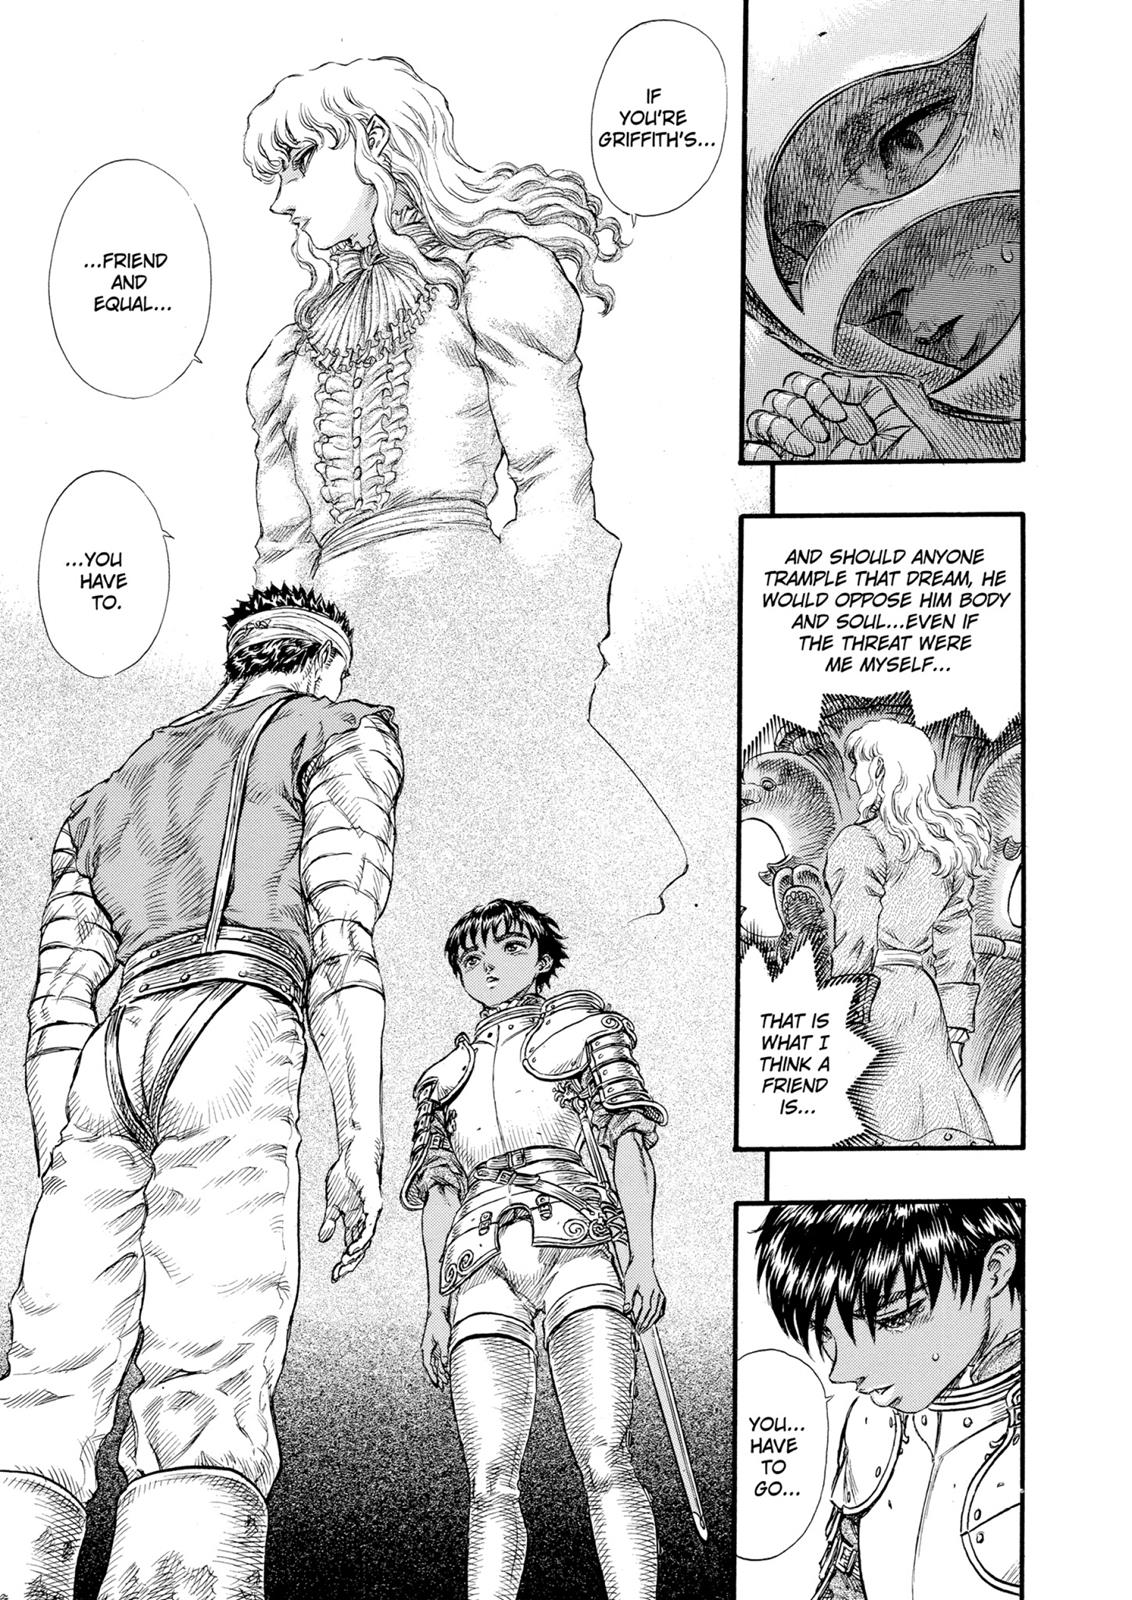 AND SHOULD ANYONE
TRAMPLE THAT DREAM, HE
WOULD OPPOSE HIM BODY
AND SOUL...EVEN IF
THE THREAT WERE
ME MYSELF...
THAT IS
WHAT I
THINK A
FRIEND
IS...
YOU...
HAVE
TO
GO...
IF
YOU'RE
GRIFFITH'S...
...FRIEND
AND
EQUAL...
...YOU
HAVE
TO.